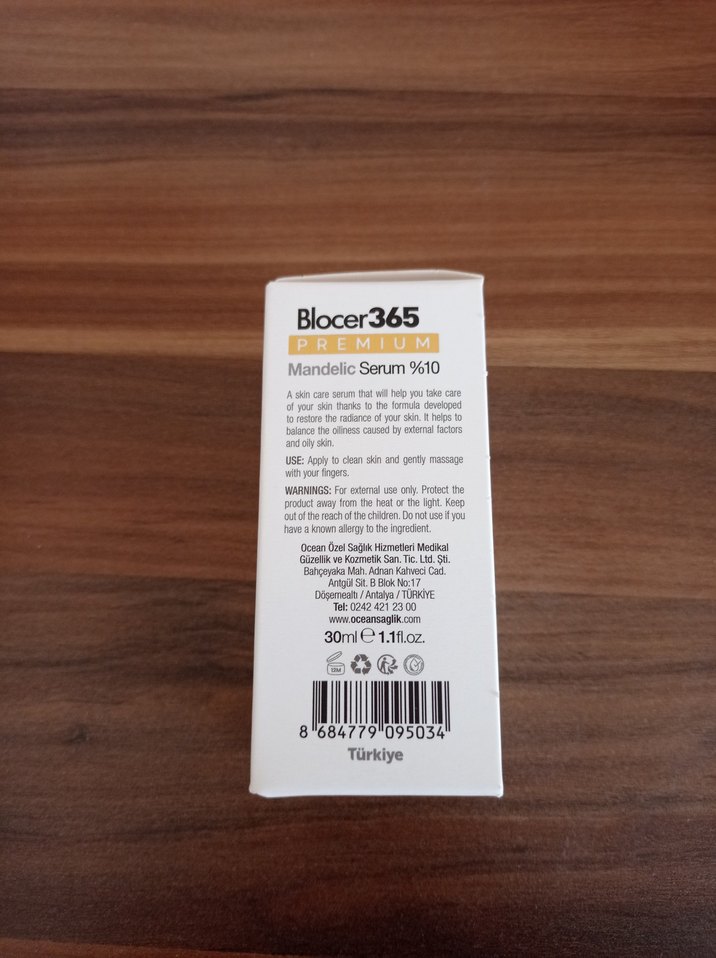 Blocer365
PREMIUM
Mandelic Serum %10
A skin care serum that will help you take care
of your skin thanks to the formula developed
to restore the radiance of your skin. It helps to
balance the oiliness caused by external factors
and oily skin.
USE: Apply to clean skin and gently massage
with your fingers.
WARNINGS: For external use only. Protect the
product away from the heat or the light. Keep
out of the reach of the children. Do not use if you
have a known allergy to the ingredient.
Ocean Özel Sağlık Hizmetleri Medikal
Güzellik ve Kozmetik San. Tic. Ltd. Şti.
Bahçeyaka Mah. Adnan Kahveci Cad.
Antgül Sit. B Blok No:17
Döşemealtı / Antalya / TÜRKİYE
Tel: 0242 421 23 00
www.oceansaglik.com
30ml e 1.1fl.oz.
12M
8 684779 095034
Türkiye